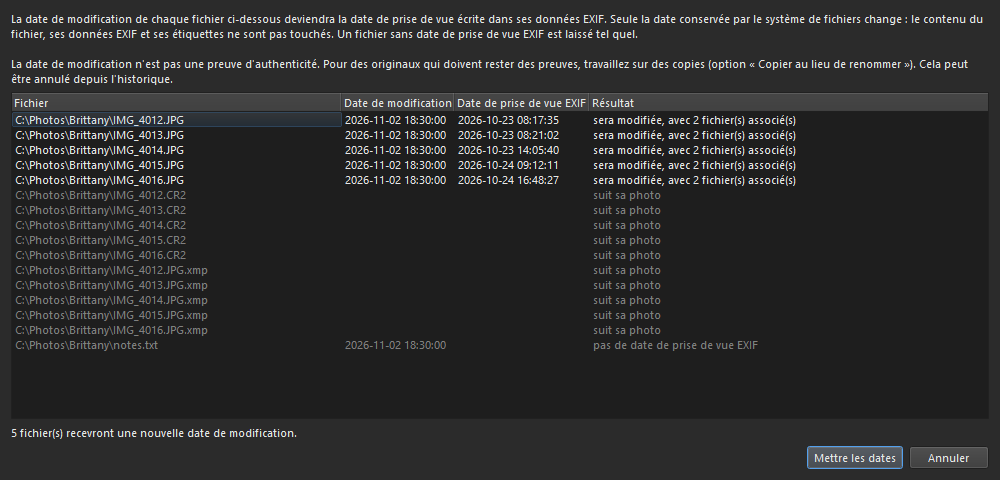 La date de modification de chaque fichier ci-dessous deviendra la date de prise de vue écrite dans ses données EXIF. Seule la date conservée par le système de fichiers change : le contenu du
fichier, ses données EXIF et ses étiquettes ne sont pas touchés. Un fichier sans date de prise de vue EXIF est laissé tel quel.
La date de modification n'est pas une preuve d'authenticité. Pour des originaux qui doivent rester des preuves, travaillez sur des copies (option « Copier au lieu de renommer »). Cela peut
être annulé depuis l'historique.
Fichier Date de modification Date de prise de vue EXIF Résultat
C:\Photos\Brittany\IMG_4012.JPG 2026-11-02 18:30:00 2026-10-23 08:17:35 sera modifiée, avec 2 fichier(s) associé(s)
C:\Photos\Brittany\IMG_4013.JPG 2026-11-02 18:30:00 2026-10-23 08:21:02 sera modifiée, avec 2 fichier(s) associé(s)
C:\Photos\Brittany\IMG_4014.JPG 2026-11-02 18:30:00 2026-10-23 14:05:40 sera modifiée, avec 2 fichier(s) associé(s)
C:\Photos\Brittany\IMG_4015.JPG 2026-11-02 18:30:00 2026-10-24 09:12:11 sera modifiée, avec 2 fichier(s) associé(s)
C:\Photos\Brittany\IMG_4016.JPG 2026-11-02 18:30:00 2026-10-24 16:48:27 sera modifiée, avec 2 fichier(s) associé(s)
C:\Photos\Brittany\IMG_4012.CR2 suit sa photo
C:\Photos\Brittany\IMG_4013.CR2 suit sa photo
C:\Photos\Brittany\IMG_4014.CR2 suit sa photo
C:\Photos\Brittany\IMG_4015.CR2 suit sa photo
C:\Photos\Brittany\IMG_4016.CR2 suit sa photo
C:\Photos\Brittany\IMG_4012.JPG.xmp suit sa photo
C:\Photos\Brittany\IMG_4013.JPG.xmp suit sa photo
C:\Photos\Brittany\IMG_4014.JPG.xmp suit sa photo
C:\Photos\Brittany\IMG_4015.JPG.xmp suit sa photo
C:\Photos\Brittany\IMG_4016.JPG.xmp suit sa photo
C:\Photos\Brittany\notes.txt 2026-11-02 18:30:00 pas de date de prise de vue EXIF
5 fichier(s) recevront une nouvelle date de modification.
Mettre les dates Annuler